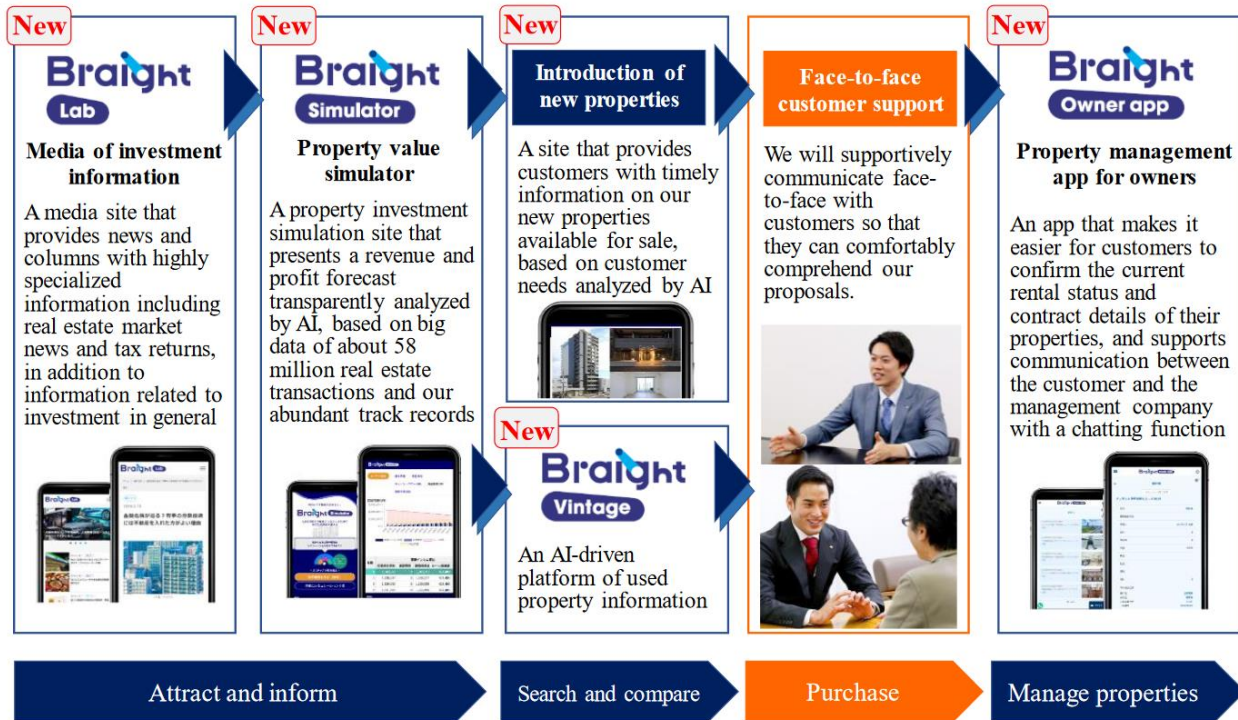 New
Braight
Lab
Media of investment
information
A media site that
provides news and
columns with highly
specialized
information including
real estate market
news and tax returns,
in addition to
information related to
investment in general
Braight Lab
New
Braight
Simulator
Property value
simulator
A property investment
simulation site that
presents a revenue and
profit forecast
transparently analyzed
by AI, based on big
data of about 58
million real estate
transactions and our
abundant track records
Braight
Simulator
New
Introduction of
new properties
A site that provides
customers with timely
information on our
new properties
available for sale,
based on customer
needs analyzed by AI
New
Braight
Vintage
An AI-driven
platform of used
property information
Face-to-face
customer support
We will supportively
communicate face-
to-face with
customers so that
they can comfortably
comprehend our
proposals.
New
Braight
Owner app
Property management
app for owners
An app that makes it
easier for customers to
confirm the current
rental status and
contract details of their
properties, and supports
communication between
the customer and the
management company
with a chatting function
Attract and inform
Search and compare
Purchase
Manage properties